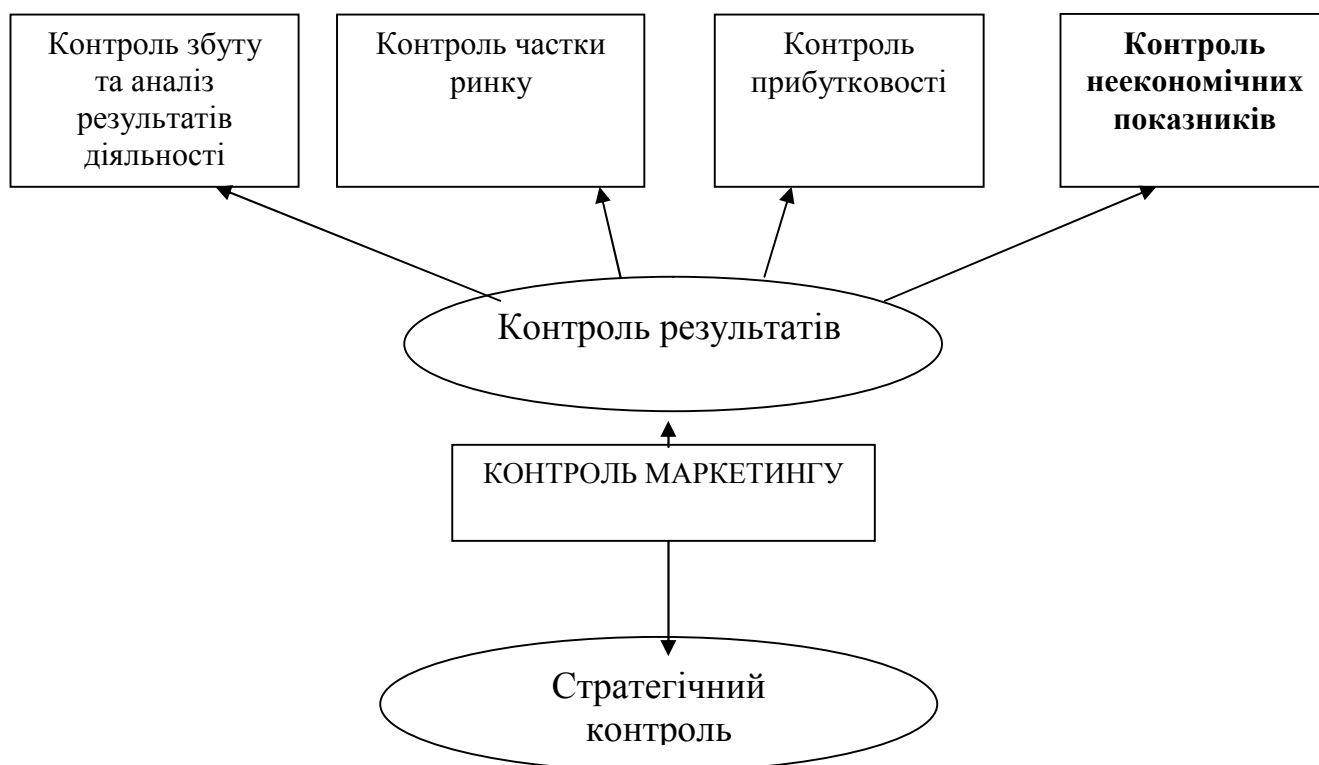 Контроль збуту
та аналіз
результатів
діяльності
Контроль частки
ринку
Контроль
прибутковості
Контроль
неекономічних
показників
Контроль результатів
КОНТРОЛЬ МАРКЕТИНГУ
Стратегічний
контроль